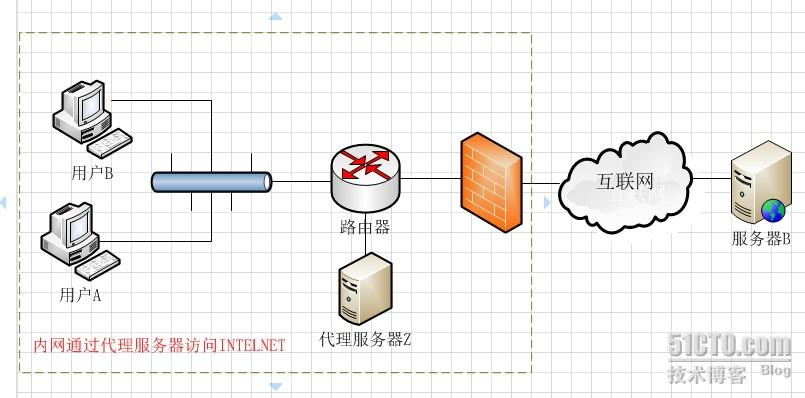 用户B
互联网
路由器
服务器B
用户A
代理服务器Z
内网通过代理服务器访问INTELNET
51CTO.com
技术博客 Blog